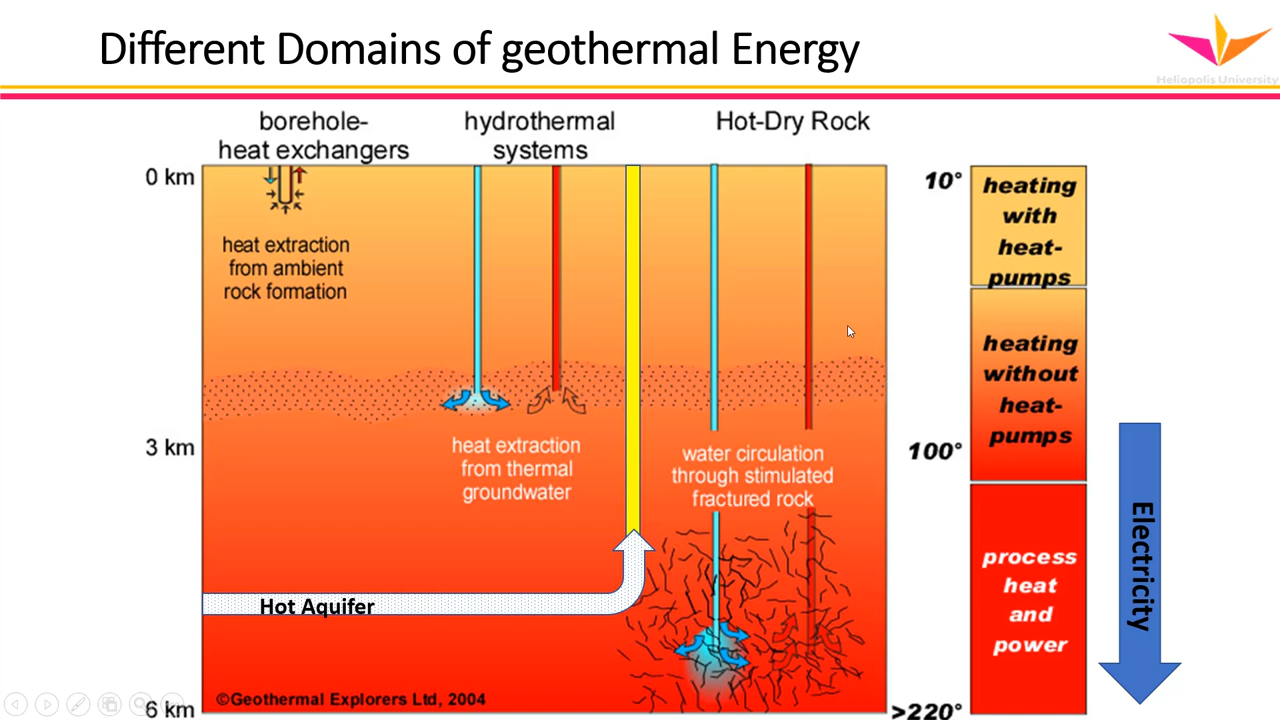 Different Domains of geothermal Energy
Heliopolis University
borehole-
heat exchangers
hydrothermal
systems
Hot-Dry Rock
0 km
3 km
6 km
heat extraction
from ambient
rock formation
heat extraction
from thermal
groundwater
water circulation
through stimulated
fractured rock
Hot Aquifer
©Geothermal Explorers Ltd, 2004
10°
100°
>220°
heating
with
heat-
pumps
heating
without
heat-
pumps
process
heat
and
power
Electricity